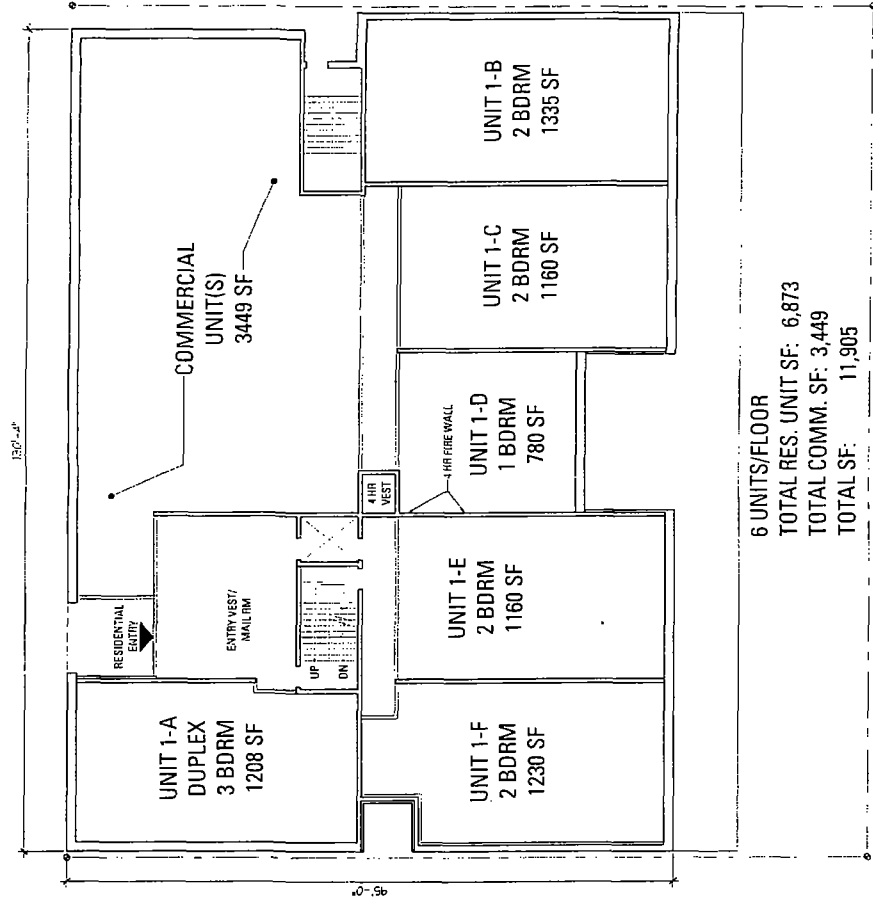 130'-4"
COMMERCIAL
UNIT(S)
3449 SF
95'-0"
RESIDENTIAL
ENTRY
ENTRY VEST/
MAIL RM
UP
DN
4 HR
VEST
4 HR FIRE WALL
UNIT 1-A
DUPLEX
3 BDRM
1208 SF
UNIT 1-B
2 BDRM
1335 SF
UNIT 1-C
2 BDRM
1160 SF
UNIT 1-D
1 BDRM
780 SF
UNIT 1-E
2 BDRM
1160 SF
UNIT 1-F
2 BDRM
1230 SF
6 UNITS/FLOOR
TOTAL RES. UNIT SF: 6,873
TOTAL COMM. SF: 3,449
TOTAL SF: 11,905